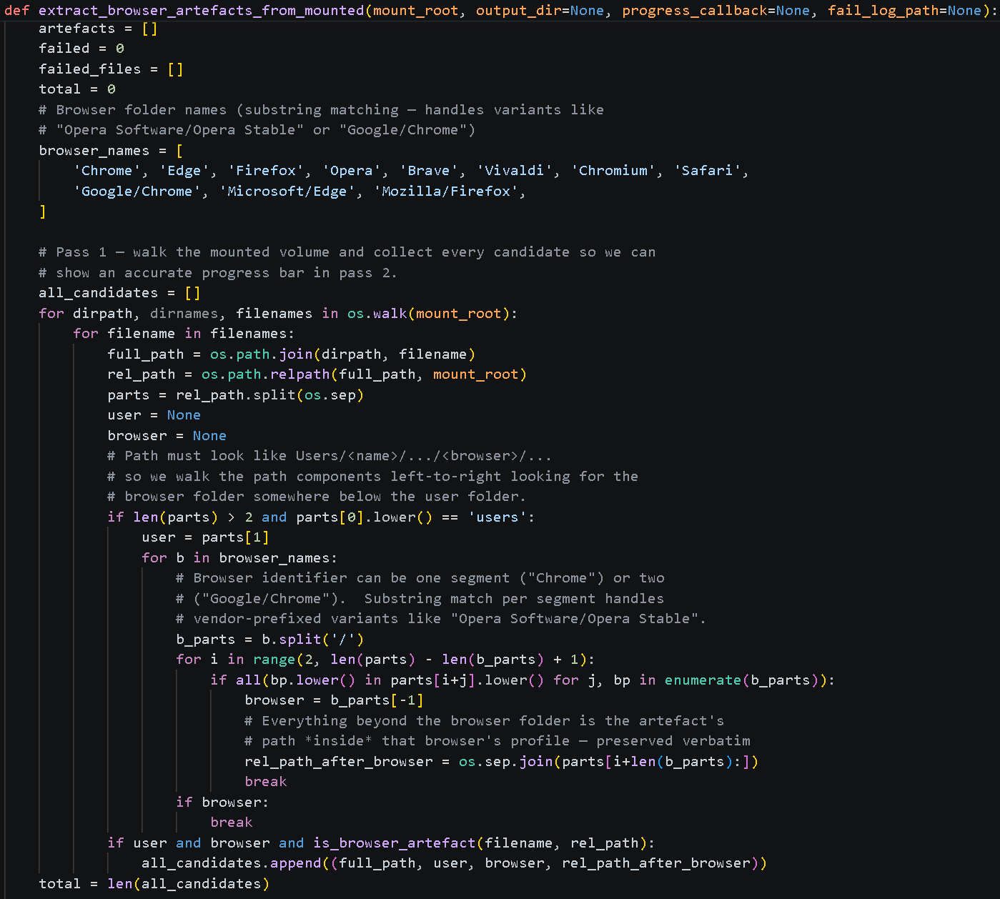 def extract_browser_artefacts_from_mounted(mount_root, output_dir=None, progress_callback=None, fail_log_path=None):
    artefacts = []
    failed = 0
    failed_files = []
    total = 0
    # Browser folder names (substring matching — handles variants like
    # "Opera Software/Opera Stable" or "Google/Chrome")
    browser_names = [
        'Chrome', 'Edge', 'Firefox', 'Opera', 'Brave', 'Vivaldi', 'Chromium', 'Safari',
        'Google/Chrome', 'Microsoft/Edge', 'Mozilla/Firefox',
    ]

    # Pass 1 — walk the mounted volume and collect every candidate so we can
    # show an accurate progress bar in pass 2.
    all_candidates = []
    for dirpath, dirnames, filenames in os.walk(mount_root):
        for filename in filenames:
            full_path = os.path.join(dirpath, filename)
            rel_path = os.path.relpath(full_path, mount_root)
            parts = rel_path.split(os.sep)
            user = None
            browser = None
            # Path must look like Users/<name>/.../<browser>/...
            # so we walk the path components left-to-right looking for the
            # browser folder somewhere below the user folder.
            if len(parts) > 2 and parts[0].lower() == 'users':
                user = parts[1]
                for b in browser_names:
                    # Browser identifier can be one segment ("Chrome") or two
                    # ("Google/Chrome").  Substring match per segment handles
                    # vendor-prefixed variants like "Opera Software/Opera Stable".
                    b_parts = b.split('/')
                    for i in range(2, len(parts) - len(b_parts) + 1):
                        if all(bp.lower() in parts[i+j].lower() for j, bp in enumerate(b_parts)):
                            browser = b_parts[-1]
                            # Everything beyond the browser folder is the artefact's
                            # path *inside* that browser's profile — preserved verbatim
                            rel_path_after_browser = os.sep.join(parts[i+len(b_parts):])
                            break
                    if browser:
                        break
            if user and browser and is_browser_artefact(filename, rel_path):
                all_candidates.append((full_path, user, browser, rel_path_after_browser))
    total = len(all_candidates)